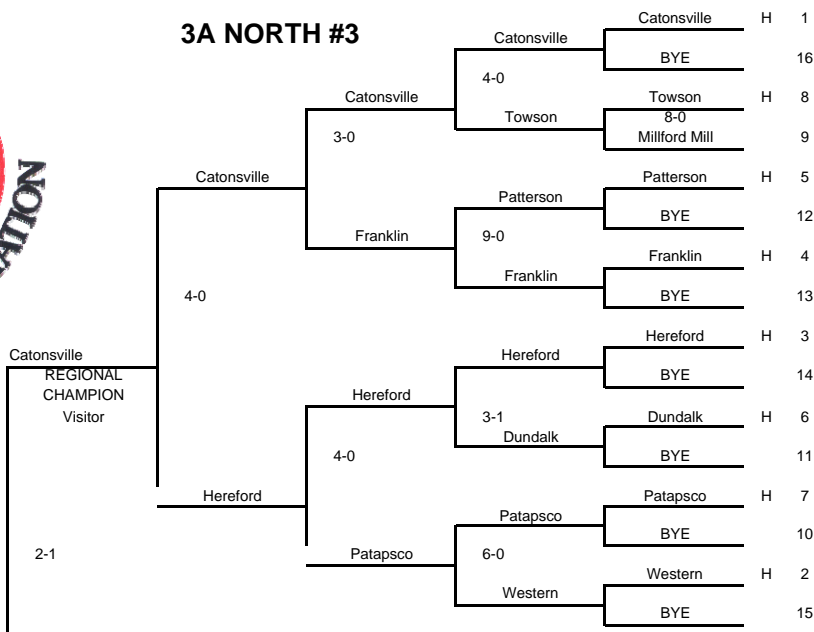 3A NORTH #3
Catonsville H 1
Catonsville
BYE 16
4-0
Catonsville
Towson H 8
8-0
Towson
Millford Mill 9
3-0
Catonsville
Patterson H 5
Patterson
BYE 12
9-0
Franklin
Franklin H 4
Franklin
BYE 13
4-0
Hereford H 3
Hereford
Catonsville
REGIONAL
CHAMPION
Visitor
BYE 14
Hereford
3-1
Dundalk H 6
Dundalk
4-0
BYE 11
Hereford
Patapsco H 7
Patapsco
BYE 10
2-1
Patapsco
6-0
Western H 2
Western
BYE 15